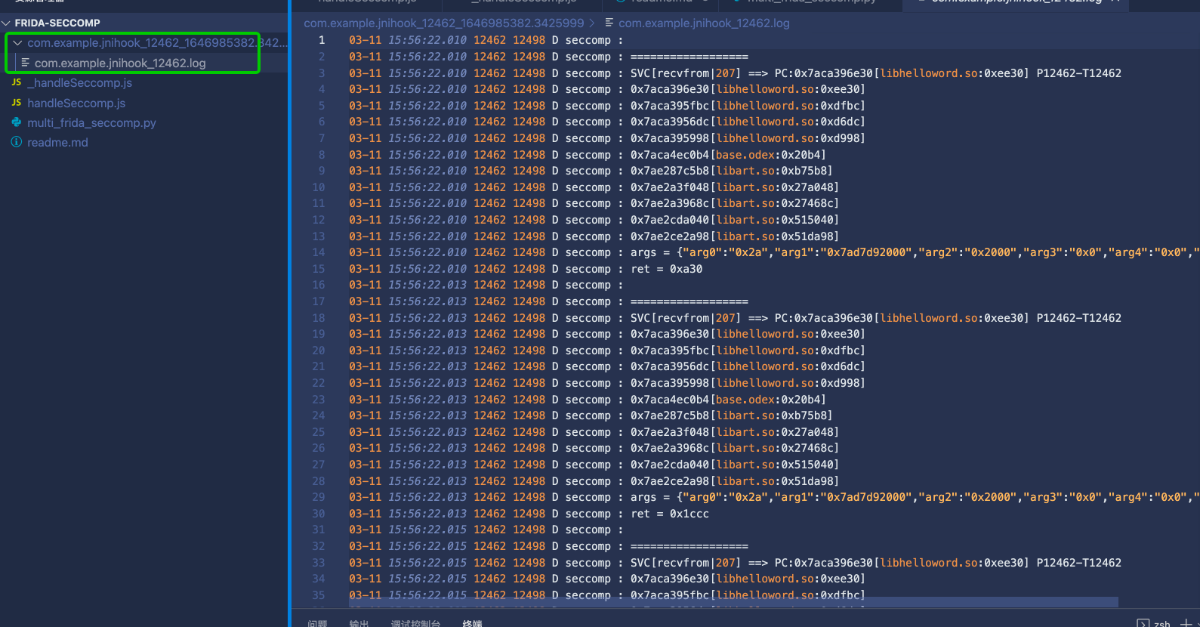 FRIDA-SECCOMP
com.example.jnihook_12462_1646985382.342...
com.example.jnihook_12462.log
JS _handleSeccomp.js
JS handleSeccomp.js
multi_frida_seccomp.py
readme.md
com.example.jnihook_12462_1646985382.3425999 > com.example.jnihook_12462.log
1 03-11 15:56:22.010 12462 12498 D seccomp :
2 03-11 15:56:22.010 12462 12498 D seccomp : ==================
3 03-11 15:56:22.010 12462 12498 D seccomp : SVC[recvfrom|207] ==> PC:0x7aca396e30[libhelloword.so:0xee30] P12462-T12462
4 03-11 15:56:22.010 12462 12498 D seccomp : 0x7aca396e30[libhelloword.so:0xee30]
5 03-11 15:56:22.010 12462 12498 D seccomp : 0x7aca395fbc[libhelloword.so:0xdfbc]
6 03-11 15:56:22.010 12462 12498 D seccomp : 0x7aca3956dc[libhelloword.so:0xd6dc]
7 03-11 15:56:22.010 12462 12498 D seccomp : 0x7aca395998[libhelloword.so:0xd998]
8 03-11 15:56:22.010 12462 12498 D seccomp : 0x7aca4ec0b4[base.odex:0x20b4]
9 03-11 15:56:22.010 12462 12498 D seccomp : 0x7ae287c5b8[libart.so:0xb75b8]
10 03-11 15:56:22.010 12462 12498 D seccomp : 0x7ae2a3f048[libart.so:0x27a048]
11 03-11 15:56:22.010 12462 12498 D seccomp : 0x7ae2a3968c[libart.so:0x27468c]
12 03-11 15:56:22.010 12462 12498 D seccomp : 0x7ae2cda040[libart.so:0x515040]
13 03-11 15:56:22.010 12462 12498 D seccomp : 0x7ae2ce2a98[libart.so:0x51da98]
14 03-11 15:56:22.010 12462 12498 D seccomp : args = {"arg0":"0x2a","arg1":"0x7ad7d92000","arg2":"0x2000","arg3":"0x0","arg4":"0x0","
15 03-11 15:56:22.010 12462 12498 D seccomp : ret = 0xa30
16 03-11 15:56:22.013 12462 12498 D seccomp :
17 03-11 15:56:22.013 12462 12498 D seccomp : ==================
18 03-11 15:56:22.013 12462 12498 D seccomp : SVC[recvfrom|207] ==> PC:0x7aca396e30[libhelloword.so:0xee30] P12462-T12462
19 03-11 15:56:22.013 12462 12498 D seccomp : 0x7aca396e30[libhelloword.so:0xee30]
20 03-11 15:56:22.013 12462 12498 D seccomp : 0x7aca395fbc[libhelloword.so:0xdfbc]
21 03-11 15:56:22.013 12462 12498 D seccomp : 0x7aca3956dc[libhelloword.so:0xd6dc]
22 03-11 15:56:22.013 12462 12498 D seccomp : 0x7aca395998[libhelloword.so:0xd998]
23 03-11 15:56:22.013 12462 12498 D seccomp : 0x7aca4ec0b4[base.odex:0x20b4]
24 03-11 15:56:22.013 12462 12498 D seccomp : 0x7ae287c5b8[libart.so:0xb75b8]
25 03-11 15:56:22.013 12462 12498 D seccomp : 0x7ae2a3f048[libart.so:0x27a048]
26 03-11 15:56:22.013 12462 12498 D seccomp : 0x7ae2a3968c[libart.so:0x27468c]
27 03-11 15:56:22.013 12462 12498 D seccomp : 0x7ae2cda040[libart.so:0x515040]
28 03-11 15:56:22.013 12462 12498 D seccomp : 0x7ae2ce2a98[libart.so:0x51da98]
29 03-11 15:56:22.013 12462 12498 D seccomp : args = {"arg0":"0x2a","arg1":"0x7ad7d92000","arg2":"0x2000","arg3":"0x0","arg4":"0x0","
30 03-11 15:56:22.013 12462 12498 D seccomp : ret = 0x1ccc
31 03-11 15:56:22.015 12462 12498 D seccomp :
32 03-11 15:56:22.015 12462 12498 D seccomp : ==================
33 03-11 15:56:22.015 12462 12498 D seccomp : SVC[recvfrom|207] ==> PC:0x7aca396e30[libhelloword.so:0xee30] P12462-T12462
34 03-11 15:56:22.015 12462 12498 D seccomp : 0x7aca396e30[libhelloword.so:0xee30]
35 03-11 15:56:22.015 12462 12498 D seccomp : 0x7aca395fbc[libhelloword.so:0xdfbc]
问题 输出 调试控制台 终端 zsh